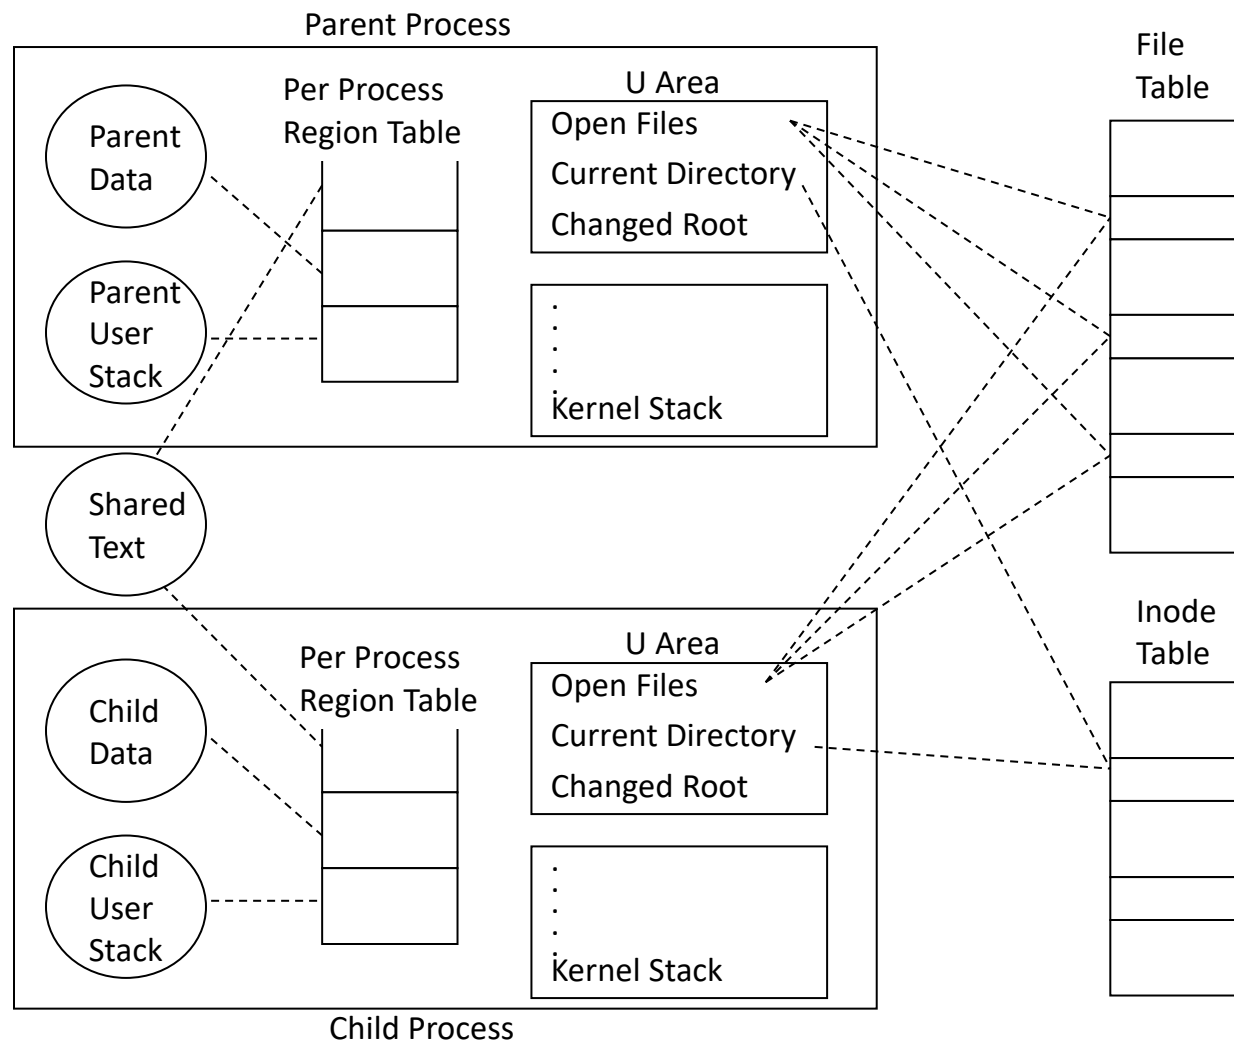 Parent Process
File
Table
Per Process
Region Table
U Area
Open Files
Current Directory
Changed Root
Parent
Data
Parent
User
Stack
.
.
.
.
.
Kernel Stack
Shared
Text
Inode
Table
Per Process
Region Table
U Area
Open Files
Current Directory
Changed Root
Child
Data
Child
User
Stack
.
.
.
.
.
Kernel Stack
Child Process